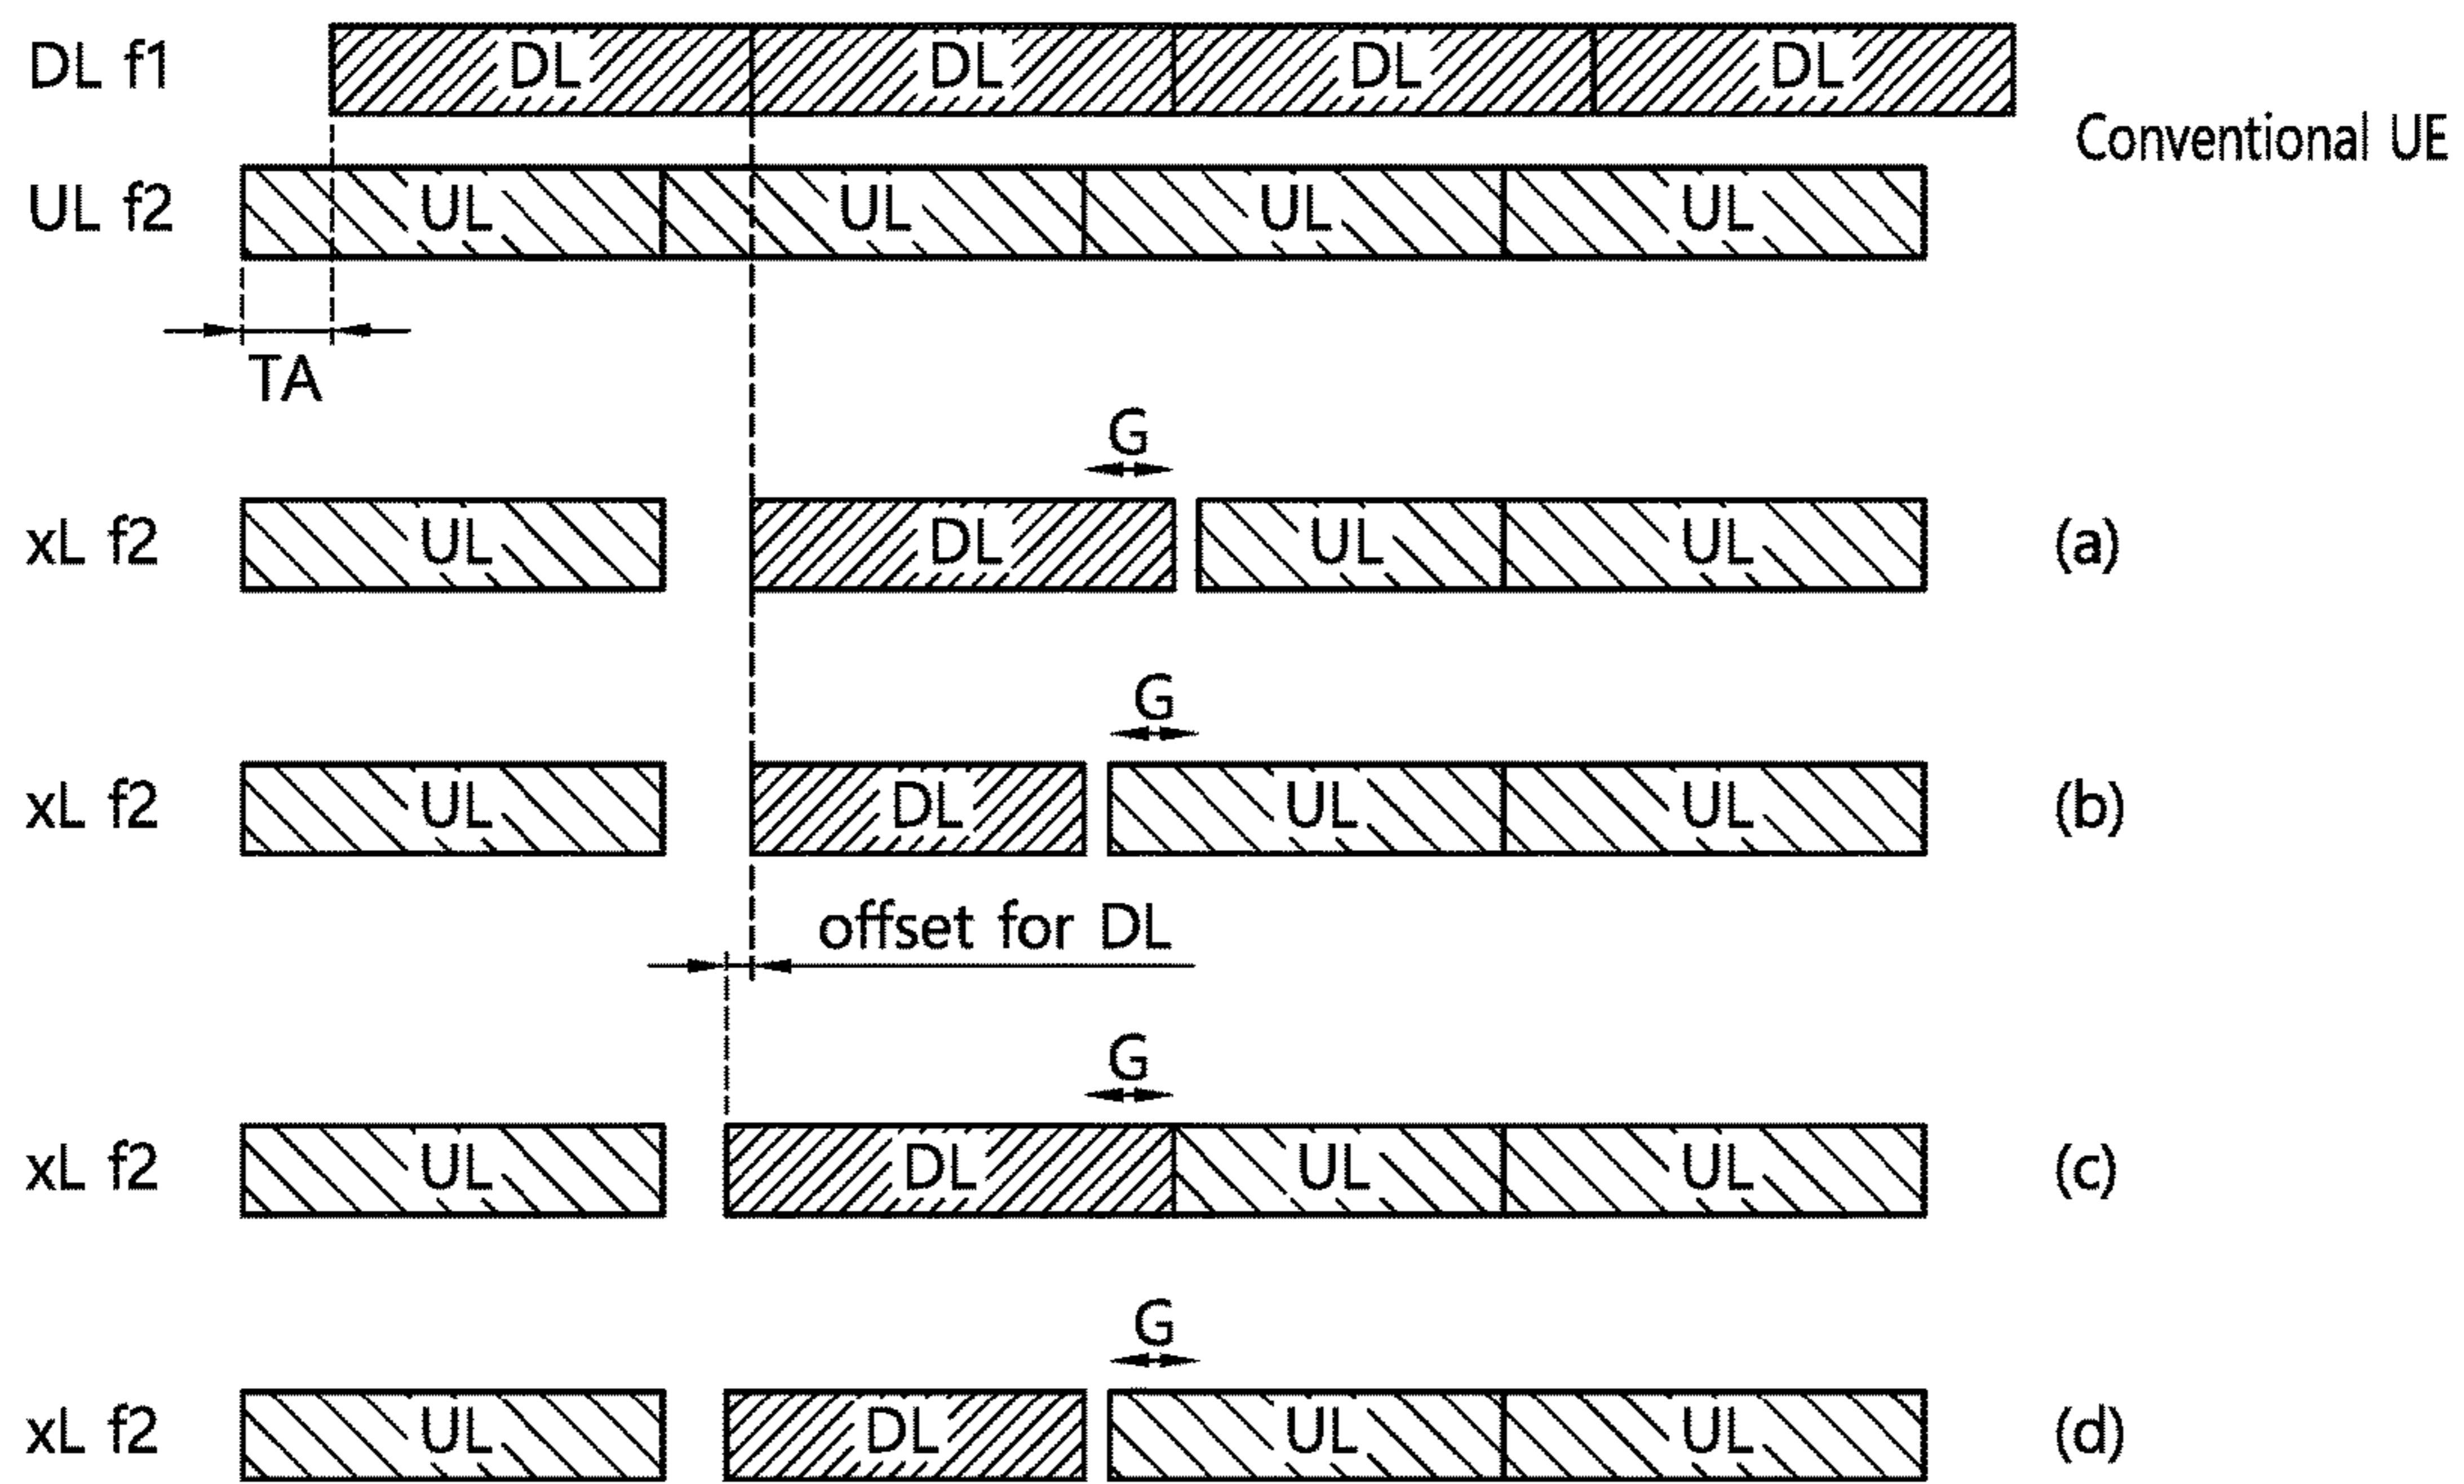 DL f1 DL DL DL DL
Conventional UE
UL f2 UL UL UL UL
TA
G
xL f2 UL DL UL UL (a)
G
xL f2 UL DL UL UL (b)
offset for DL
G
xL f2 UL DL UL UL (c)
G
xL f2 UL DL UL UL (d)